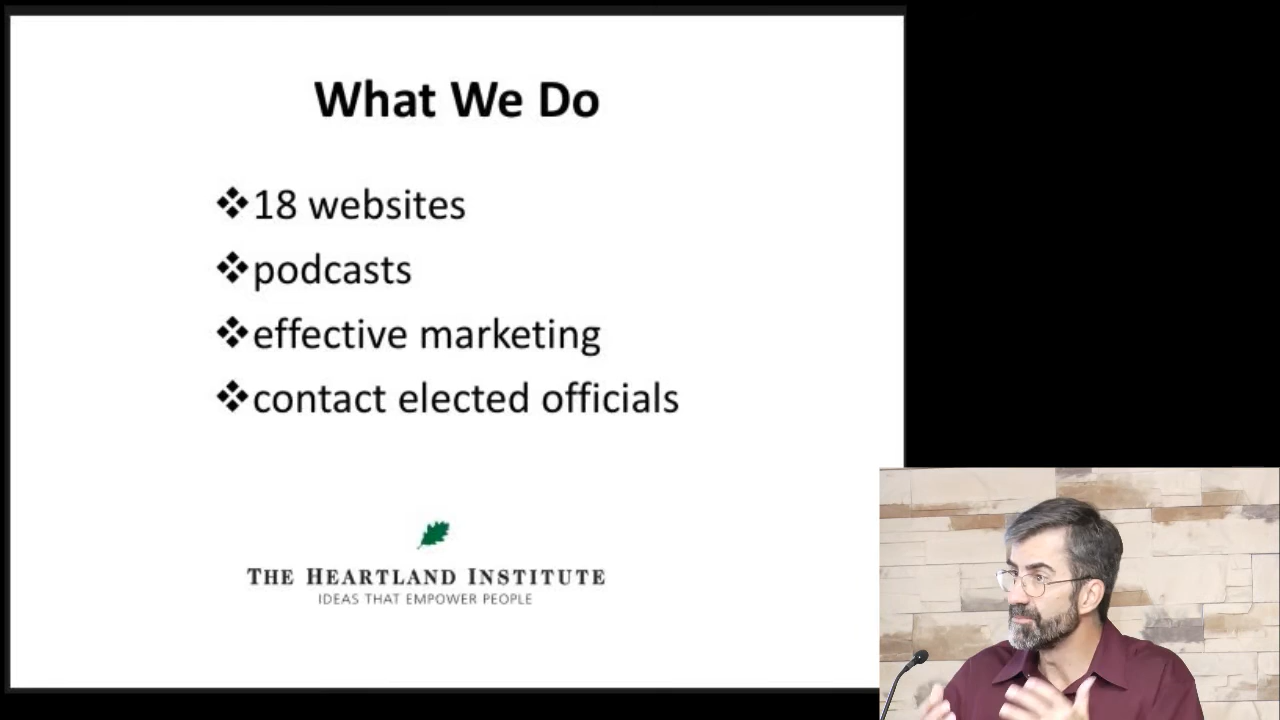 What We Do
❖18 websites
❖podcasts
❖effective marketing
❖contact elected officials
THE HEARTLAND INSTITUTE
IDEAS THAT EMPOWER PEOPLE